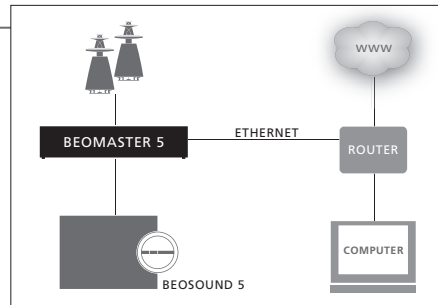 WWW
ETHERNET
BEOMASTER 5
ROUTER
COMPUTER
BEOSOUND 5